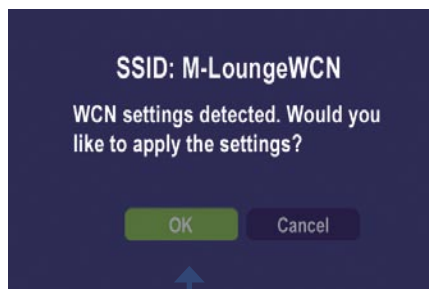 SSID: M-LoungeWCN
WCN settings detected. Would you
like to apply the settings?
OK Cancel